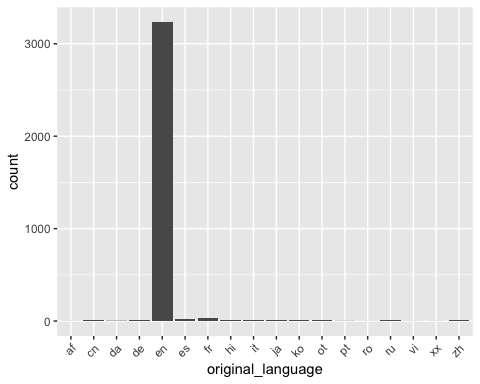 3000
2000
1000
0
count
af cn da de en es fr hi it ja ko ot pt ro ru vi xx zh
original_language